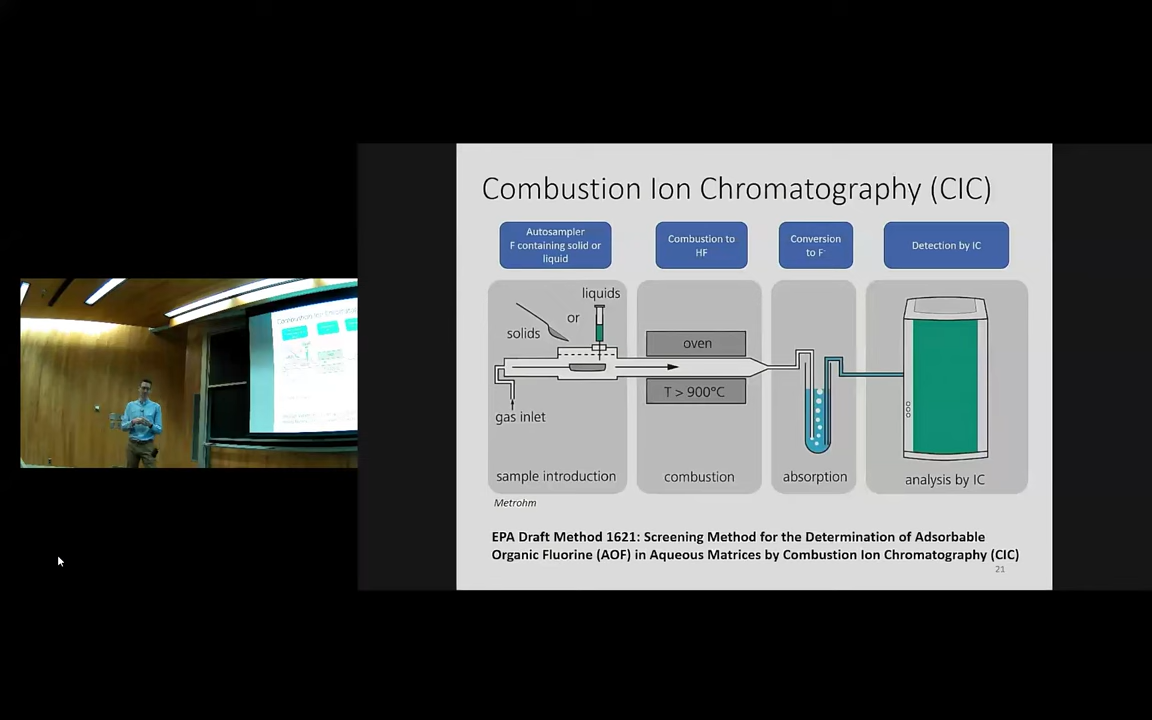 Combustion Ion Chromatography (CIC)
Autosampler
F containing solid or
liquid
Combustion to
HF
Conversion
to F⁻
Detection by IC
liquids
or
solids
gas inlet
sample introduction
oven
T > 900°C
combustion
absorption
analysis by IC
Metrohm
EPA Draft Method 1621: Screening Method for the Determination of Adsorbable
Organic Fluorine (AOF) in Aqueous Matrices by Combustion Ion Chromatography (CIC)
21